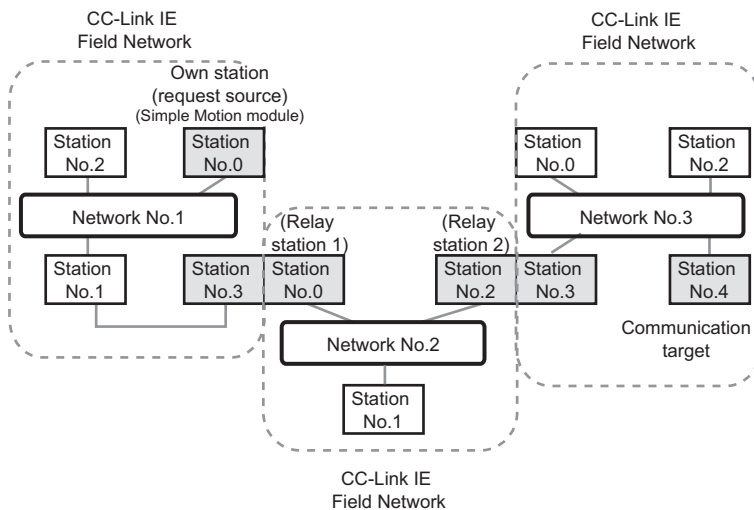 CC-Link IE
Field Network
CC-Link IE
Field Network
Own station
(request source)
(Simple Motion module)
Station
No.2
Station
No.0
Station
No.0
Station
No.2
Network No.1
Network No.3
(Relay
station 1)
(Relay
station 2)
Station
No.1
Station
No.3
Station
No.0
Station
No.2
Station
No.3
Station
No.4
Communication
target
Network No.2
Station
No.1
CC-Link IE
Field Network